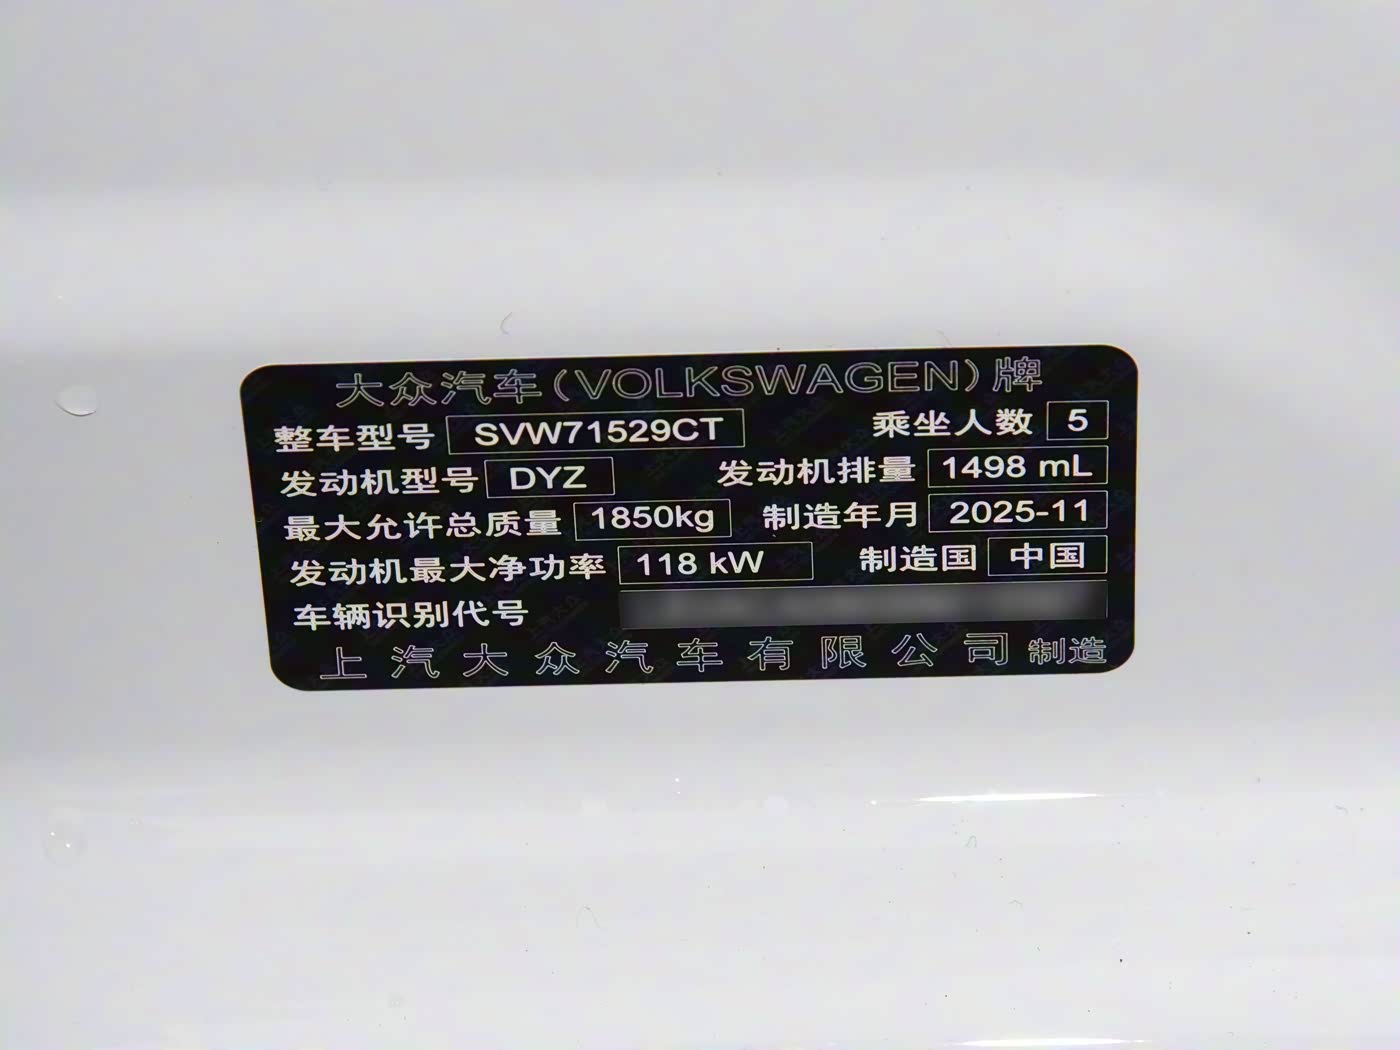 大众汽车(VOLKSWAGEN)牌
整车型号 SVW71529CT 乘坐人数 5
发动机型号 DYZ 发动机排量 1498 mL
最大允许总质量 1850kg 制造年月 2025-11
发动机最大净功率 118 kW 制造国 中国
车辆识别代号
上汽大众汽车有限公司 制造